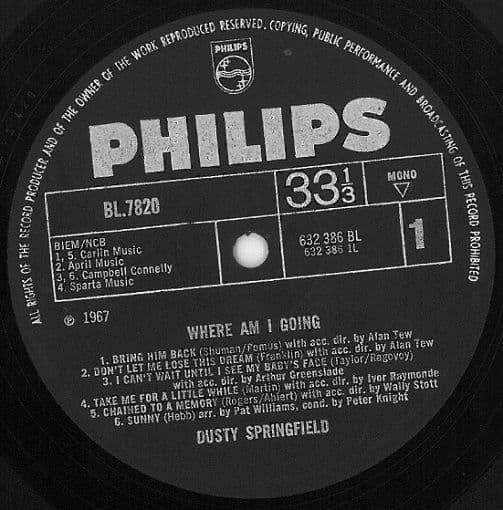 ALL RIGHTS OF THE RECORD PRODUCER AND OF THE OWNER OF THE WORK REPRODUCED RESERVED. COPYING, PUBLIC PERFORMANCE AND BROADCASTING OF THIS RECORD PROHIBITED
PHILIPS
PHILIPS
BL.7820
33 1/3
MONO
BIEM/NCB
1, 5. Carlin Music
2. April Music
3, 6. Campbell Connelly
4. Sparta Music
632 386 BL
632 386 1L
1
℗ 1967
WHERE AM I GOING
1. BRING HIM BACK (Shuman/Pomus) with acc. dir. by Alan Tew
2. DON'T LET ME LOSE THIS DREAM (Franklin) with acc. dir. by Alan Tew
3. I CAN'T WAIT UNTIL I SEE MY BABY'S FACE (Taylor/Ragovoy)
with acc. dir. by Arthur Greenslade
4. TAKE ME FOR A LITTLE WHILE (Martin) with acc. dir. by Ivor Raymonde
5. CHAINED TO A MEMORY (Rogers/Ahlert) with acc. dir. by Wally Stott
6. SUNNY (Hebb) arr. by Pat Williams, cond. by Peter Knight
DUSTY SPRINGFIELD